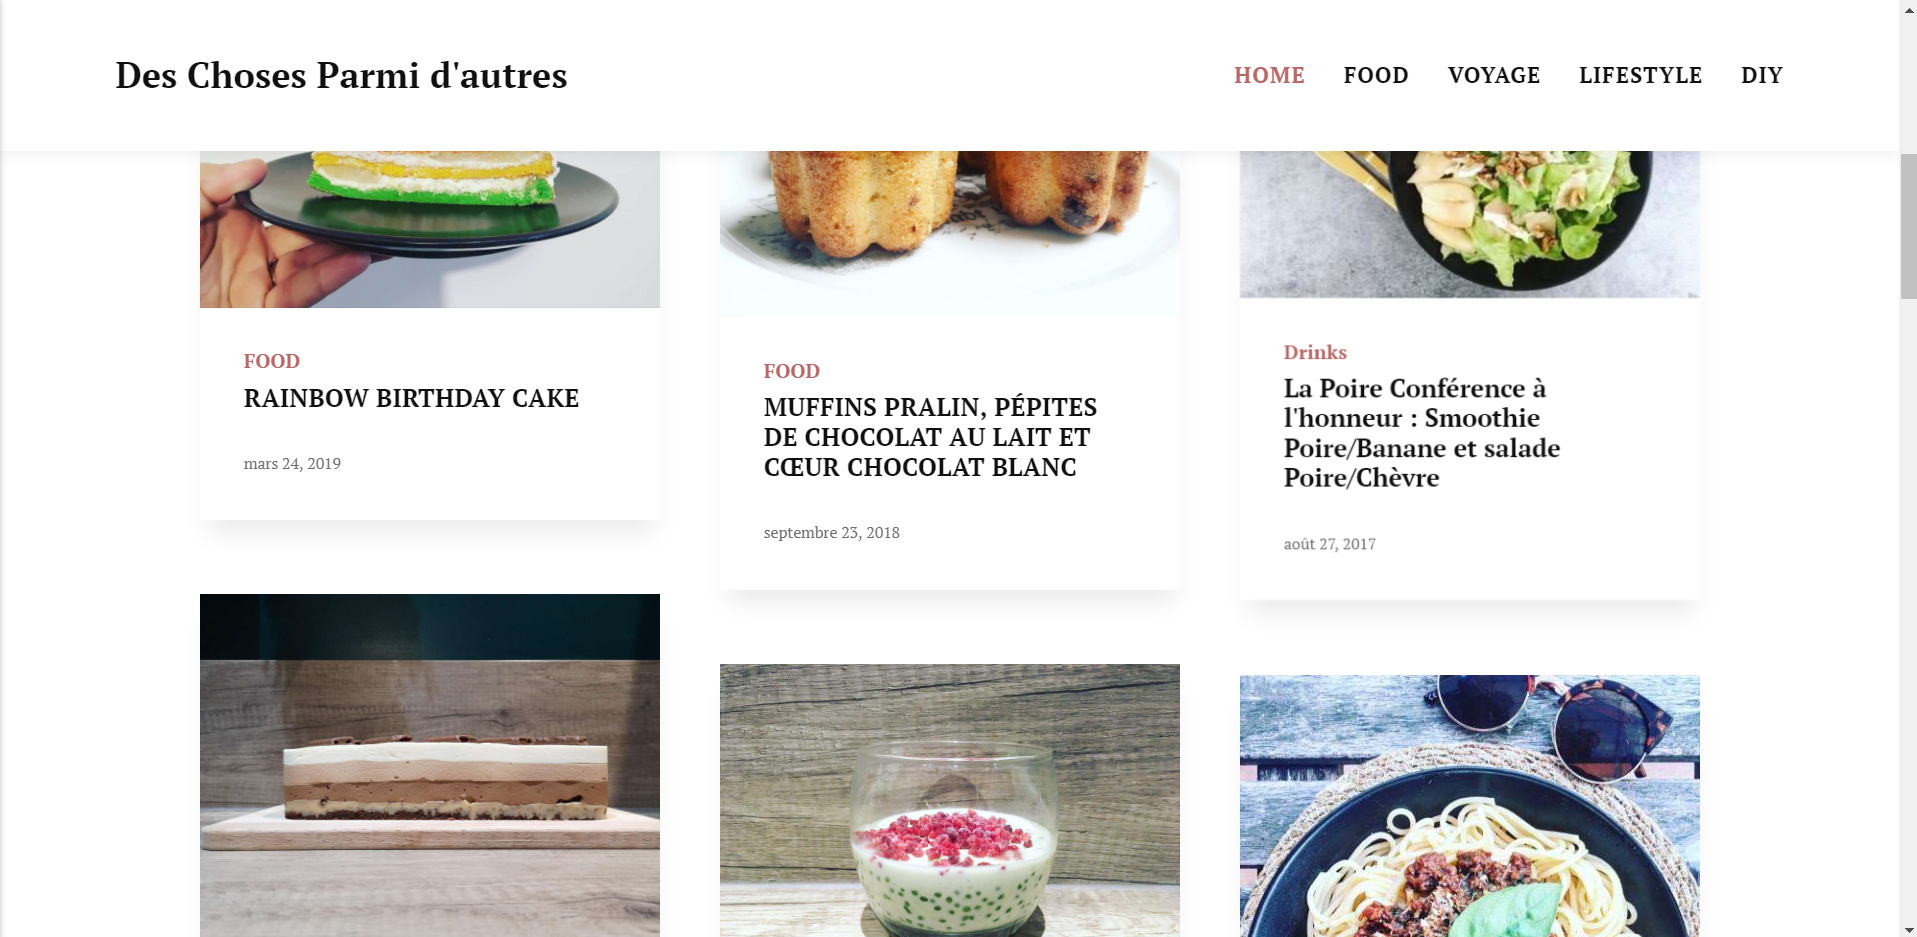 Des Choses Parmi d'autres
HOME FOOD VOYAGE LIFESTYLE DIY
FOOD
RAINBOW BIRTHDAY CAKE
mars 24, 2019
FOOD
MUFFINS PRALIN, PÉPITES
DE CHOCOLAT AU LAIT ET
CŒUR CHOCOLAT BLANC
septembre 23, 2018
Drinks
La Poire Conférence à
l'honneur : Smoothie
Poire/Banane et salade
Poire/Chèvre
août 27, 2017